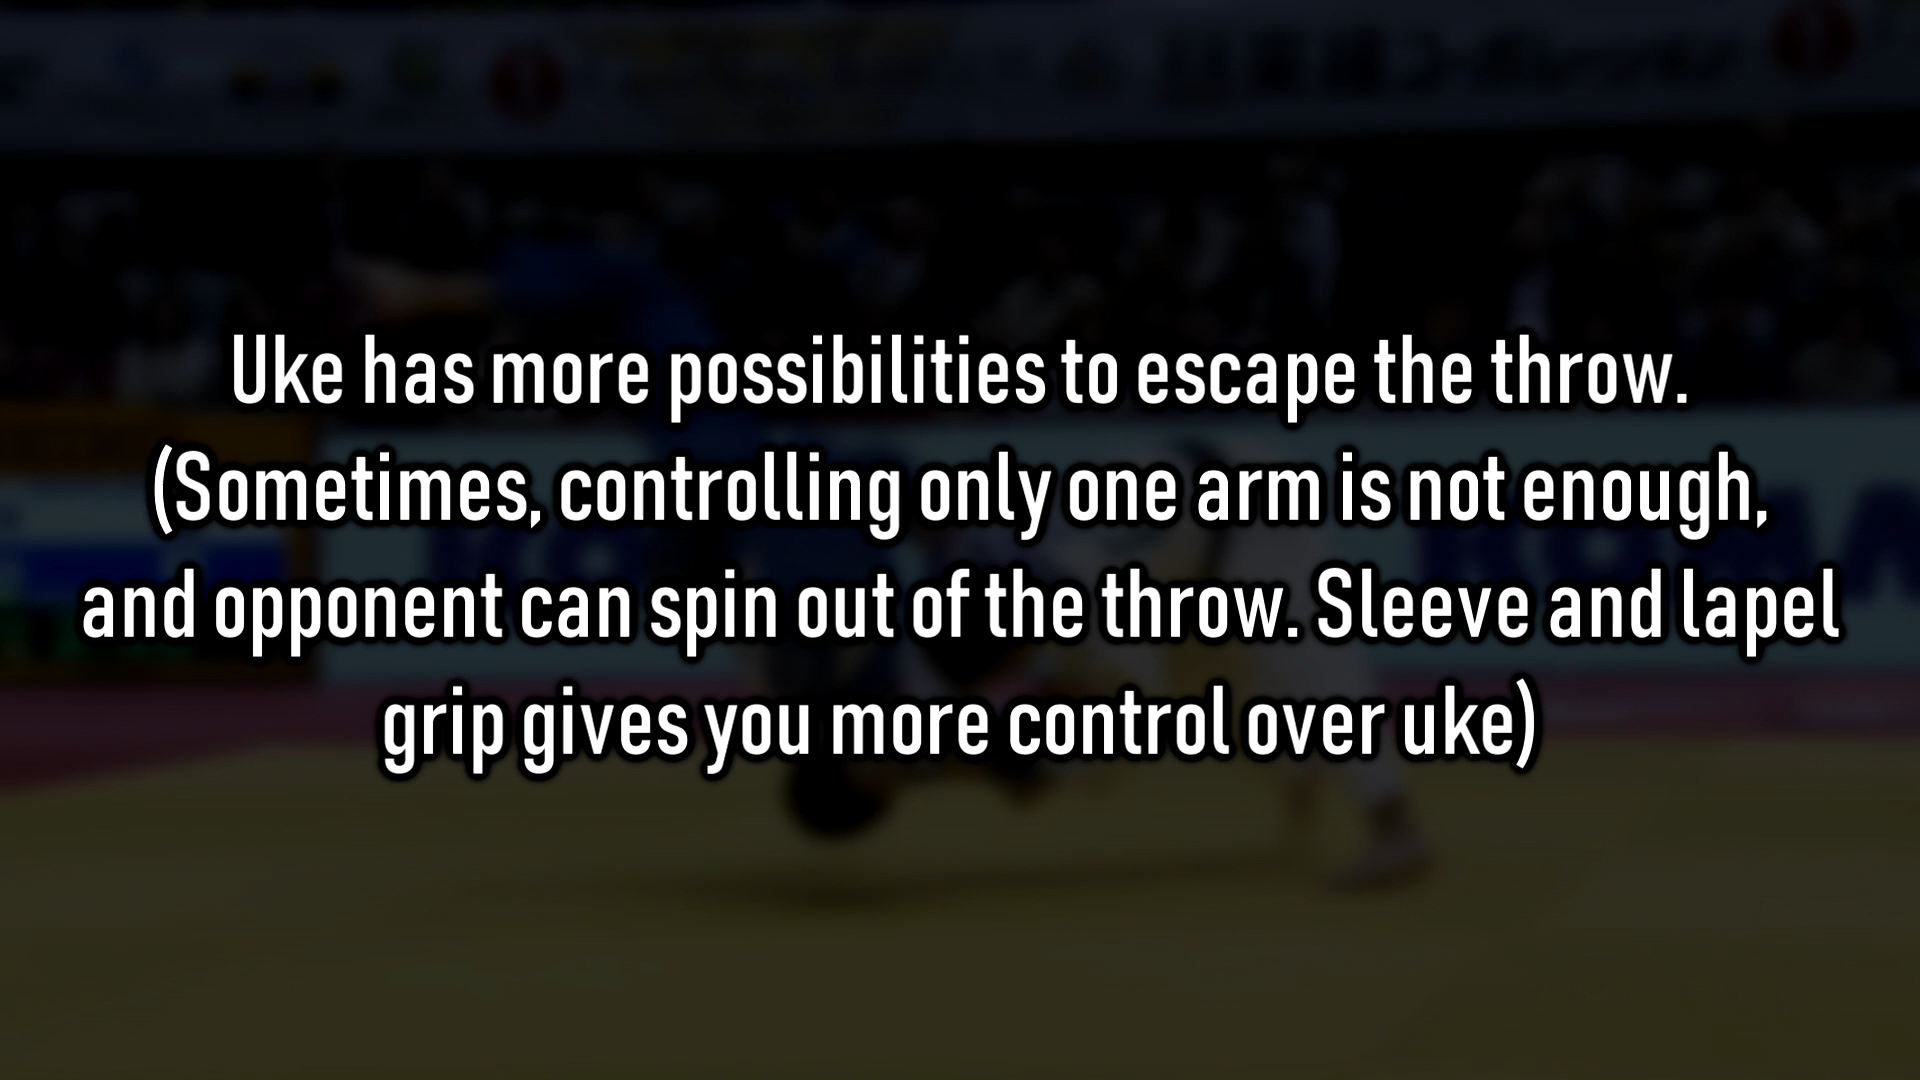 Uke has more possibilities to escape the throw.
(Sometimes, controlling only one arm is not enough,
and opponent can spin out of the throw. Sleeve and lapel
grip gives you more control over uke)